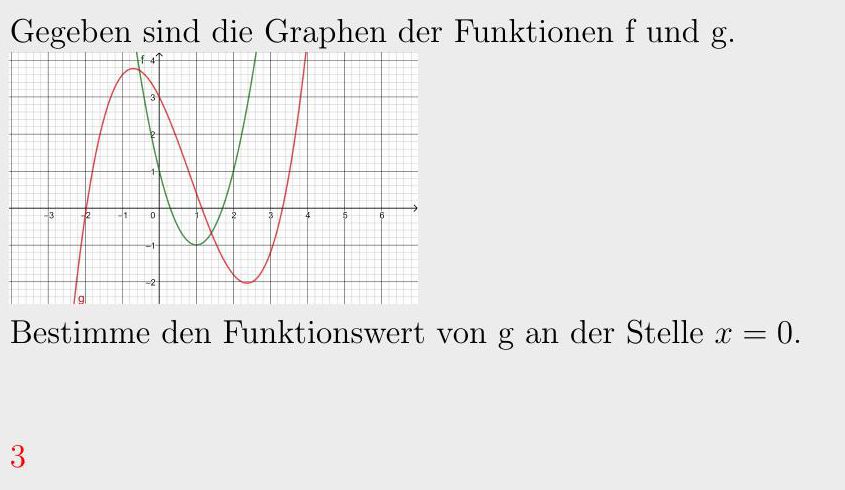 Gegeben sind die Graphen der Funktionen f und g.
f 4
3
2
1
-3 -2 -1 0 1 2 3 4 5 6
-1
-2
g
Bestimme den Funktionswert von g an der Stelle x = 0.
3